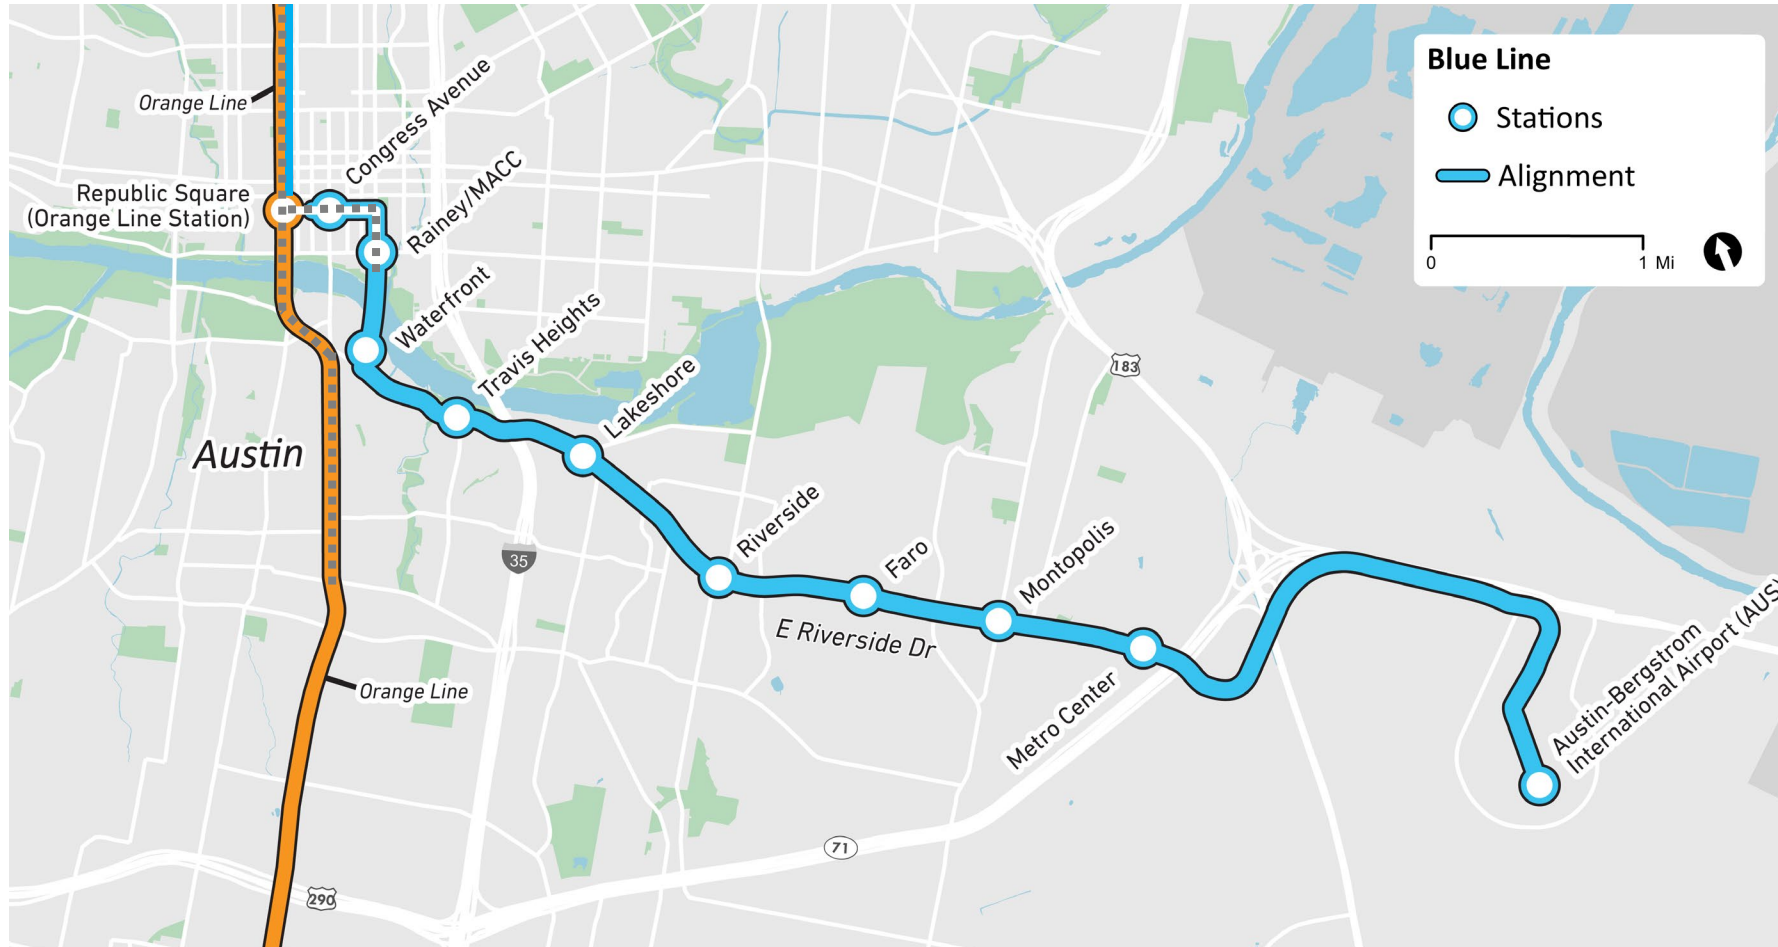 Blue Line
Stations
Alignment
0
1 Mi
Orange Line
Congress Avenue
Republic Square
(Orange Line Station)
Rainey/MACC
Waterfront
Travis Heights
Lakeshore
183
Austin
Riverside
35
Faro
Montopolis
E Riverside Dr
Metro Center
Austin-Bergstrom
International Airport (AUS)
Orange Line
71
290